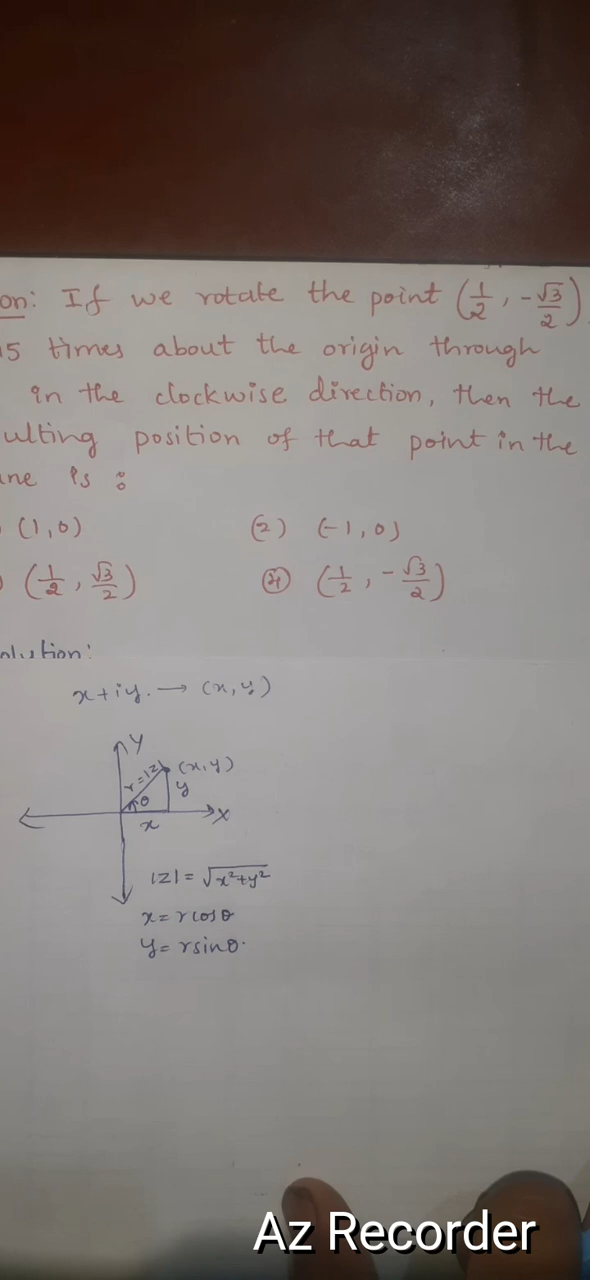 on: If we rotate the point (1/2, -√3/2)
5 times about the origin through
in the clockwise direction, then the
ulting position of that point in the
ne is :
(1, 0) (2) (-1, 0)
(1/2, √3/2) (4) (1/2, -√3/2)
olution:
x+iy. → (x, y)
Y
r=|z| (x, y)
θ y
x X
|z| = √x²+y²
x = r cosθ
y = r sinθ.
Az Recorder